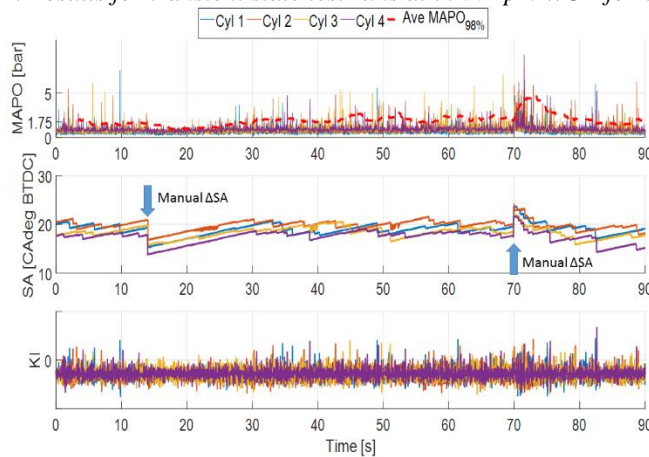 Cyl 1 Cyl 2 Cyl 3 Cyl 4 Ave MAPO98%
MAPO [bar]
5
1.75
0
0 10 20 30 40 50 60 70 80 90
SA [CAdeg BTDC]
30
20
10
Manual ΔSA
Manual ΔSA
0 10 20 30 40 50 60 70 80 90
KI
0
0 10 20 30 40 50 60 70 80 90
Time [s]